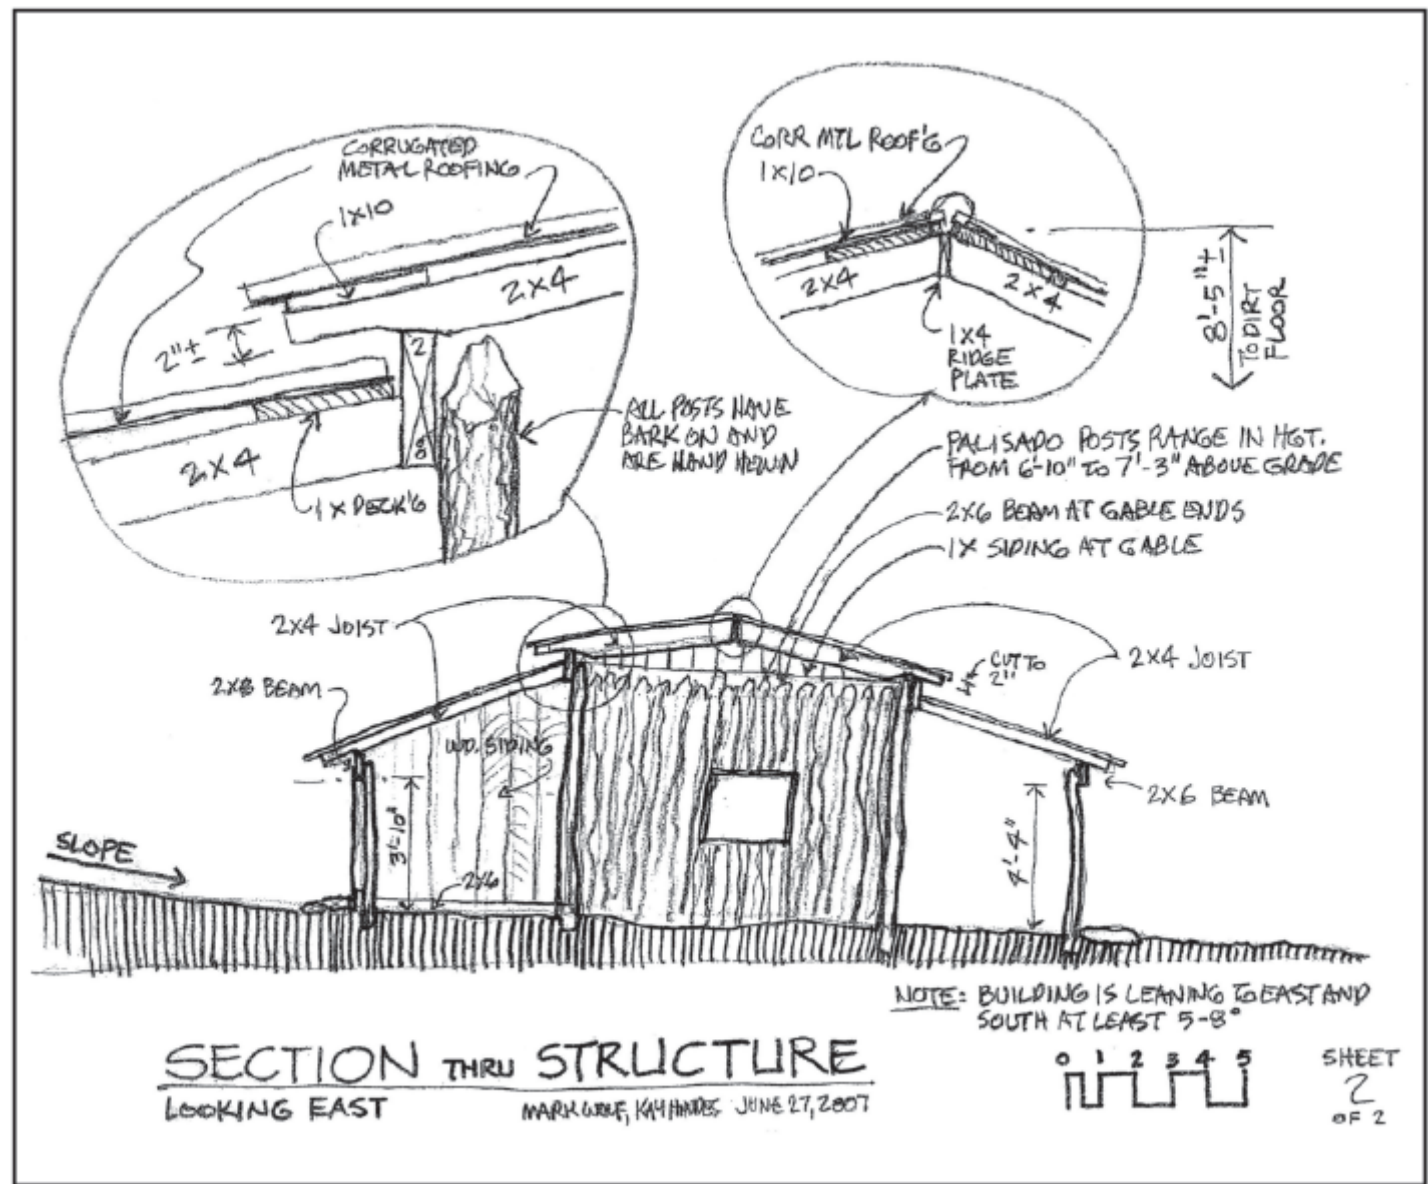 CORRUGATED
METAL ROOFING
1X10
2X4
2"±
2
8
2X4
1X DECK'G
ALL POSTS HAVE
BARK ON AND
ARE HAND HEWN
CORR MTL ROOF'G
1X10
2X4
2X4
1X4
RIDGE
PLATE
8'-5"±
TO DIRT
FLOOR
PALISADO POSTS RANGE IN HGT.
FROM 6'-10" TO 7'-3" ABOVE GRADE
2X6 BEAM AT GABLE ENDS
1X SIDING AT GABLE
2X4 JOIST
2X8 BEAM
WD. SIDING
CUT TO
2"
2X4 JOIST
2X6 BEAM
SLOPE
3'-10"
2X6
4'-4"
NOTE: BUILDING IS LEANING TO EAST AND
SOUTH AT LEAST 5-8°
SECTION THRU STRUCTURE
LOOKING EAST
MARK WOLF, KAY JUNE 27, 2007
0 1 2 3 4 5
SHEET
2
OF 2